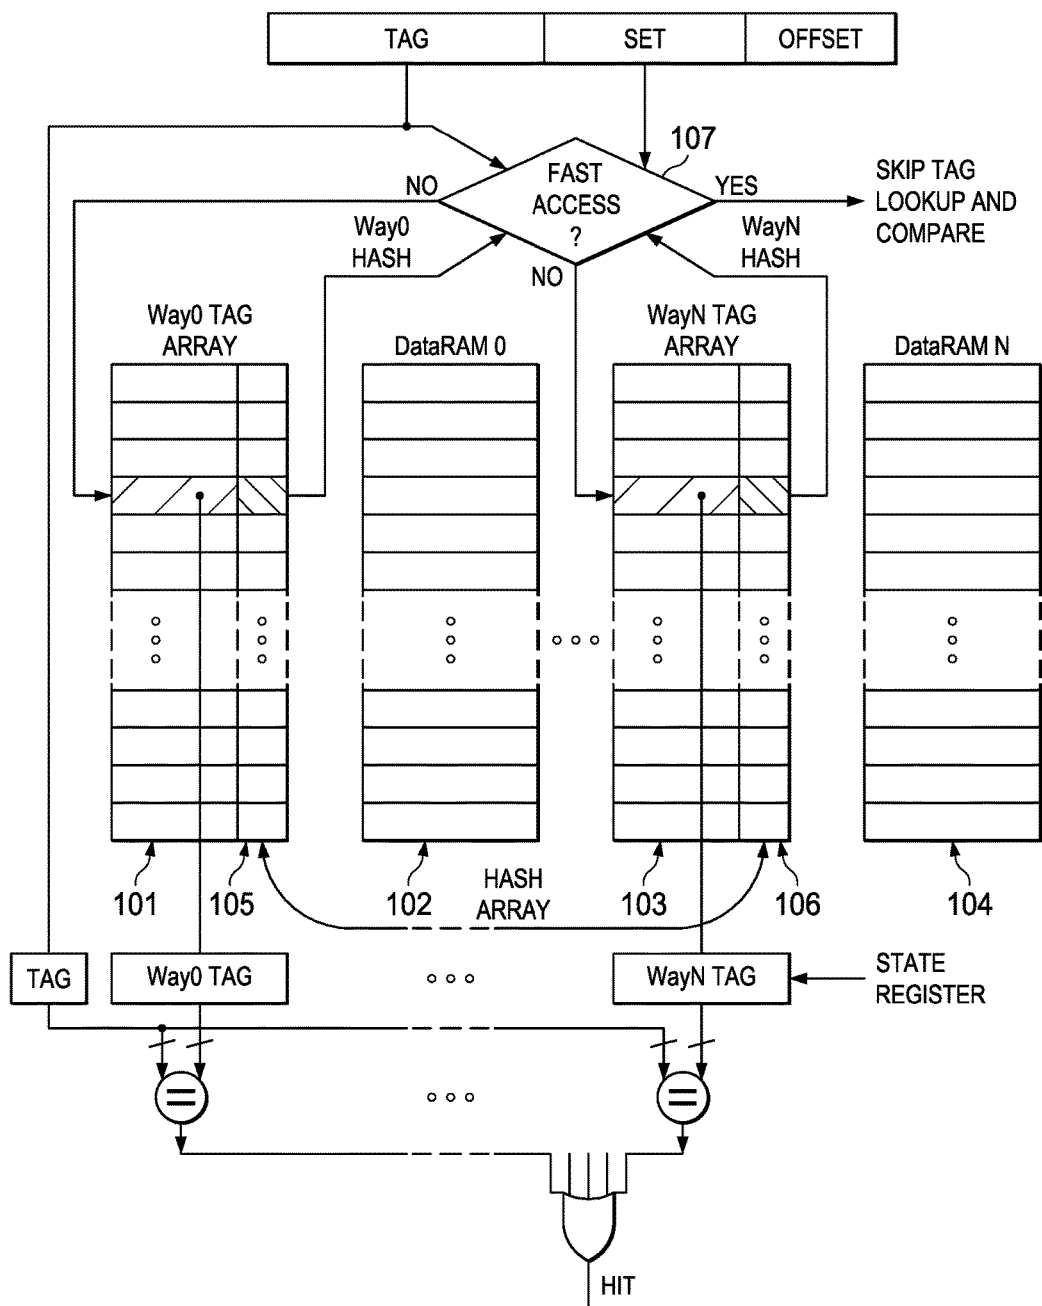 TAG SET OFFSET
107
FAST
ACCESS
?
NO
YES
SKIP TAG
LOOKUP AND
COMPARE
Way0
HASH
WayN
HASH
NO
Way0 TAG
ARRAY
DataRAM 0
WayN TAG
ARRAY
DataRAM N
101
105
102
HASH
ARRAY
103
106
104
TAG
Way0 TAG
WayN TAG
STATE
REGISTER
=
=
HIT